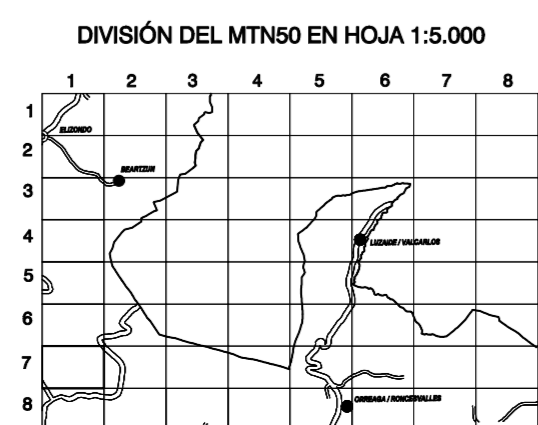 DIVISIÓN DEL MTN50 EN HOJA 1:5.000
1 2 3 4 5 6 7 8
1
ELIZONDO
2
BEARTZUN
3
4
LUZAIDE / VALCARLOS
5
6
7
8
ORREAGA / RONCESVALLES